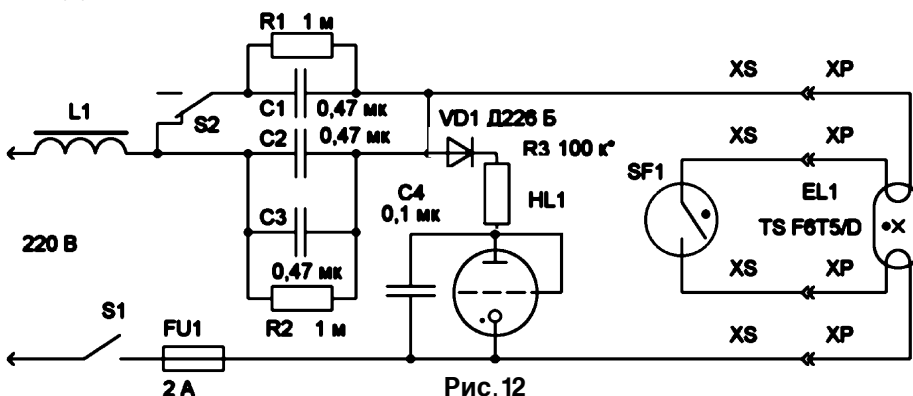 R1 1 м
XS XP
L1
C1 0,47 мк
S2
C2 0,47 мк
VD1 Д226 Б
XS XP
R3 100 к*
SF1
C4
0,1 мк
HL1
EL1
TS F6T5/D
C3
220 В
0,47 мк
XS XP
S1
FU1
R2 1 м
XS XP
2 А
Рис.12